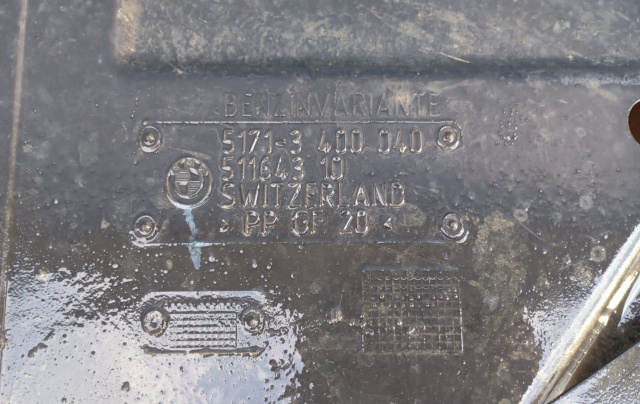 BENZINVARIANTE
5171-3 400 040
511643 10
SWITZERLAND
> PP GF 20 <